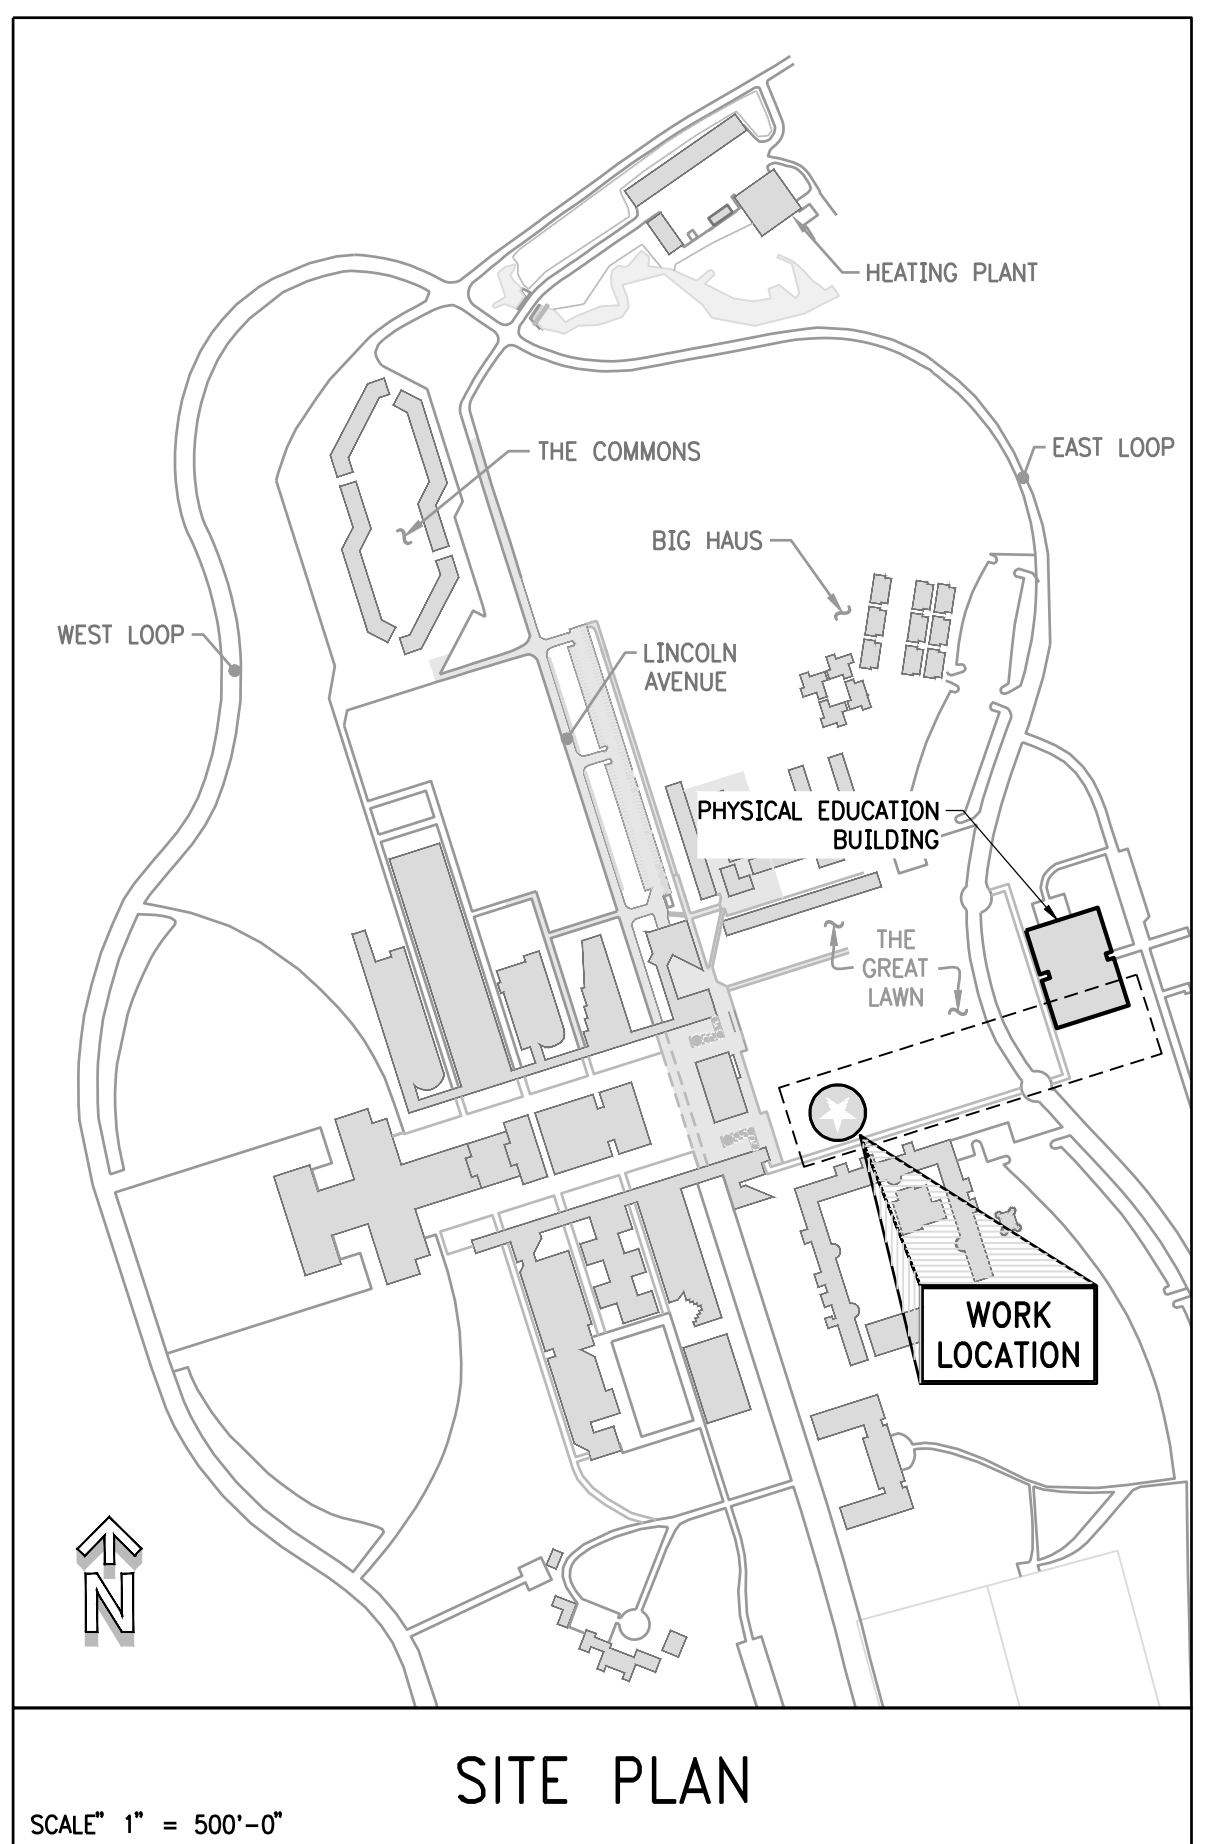 HEATING PLANT
THE COMMONS
EAST LOOP
BIG HAUS
WEST LOOP
LINCOLN
AVENUE
PHYSICAL EDUCATION
BUILDING
THE
GREAT
LAWN
WORK
LOCATION
N
SITE PLAN
SCALE" 1" = 500'-0"